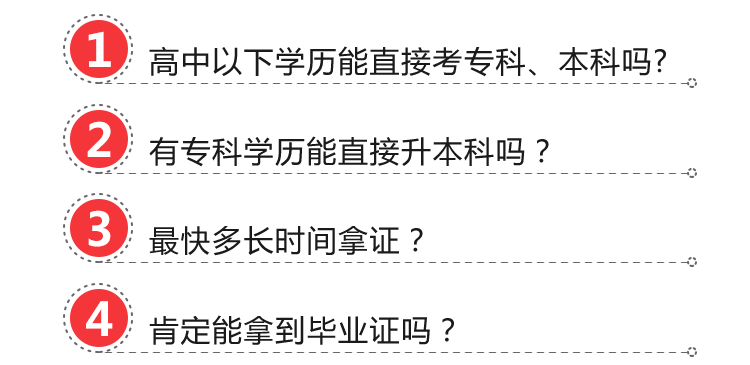 1 高中以下学历能直接考专科、本科吗?
2 有专科学历能直接升本科吗？
3 最快多长时间拿证？
4 肯定能拿到毕业证吗？